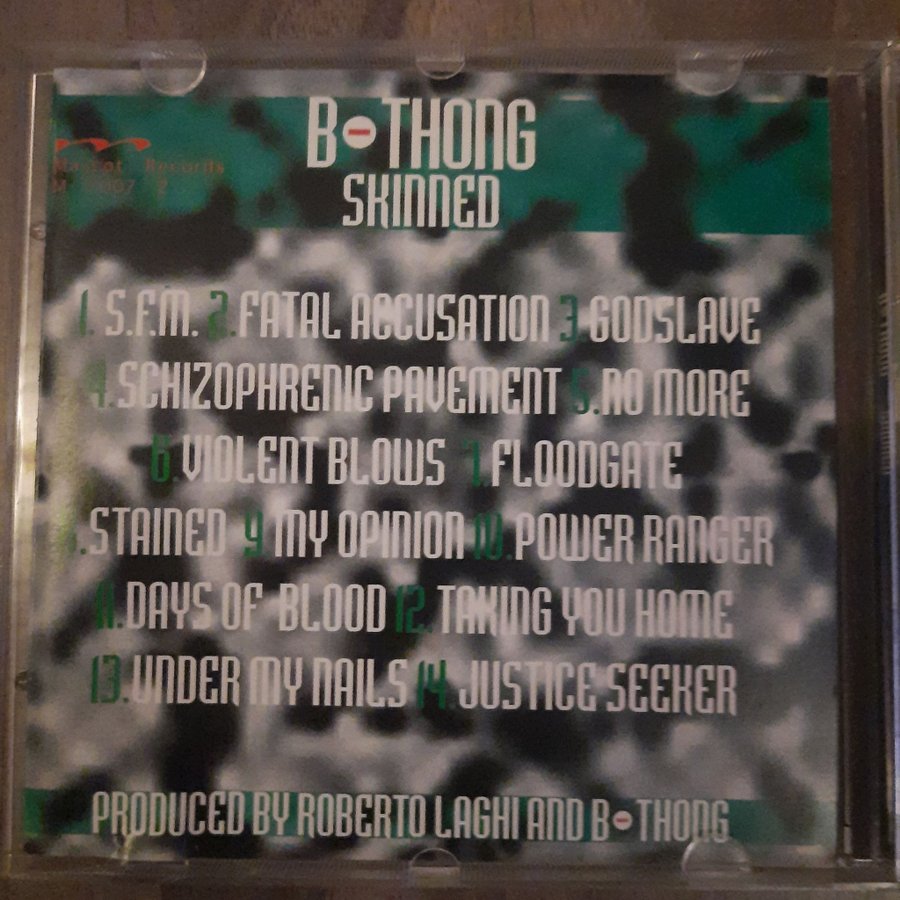 B-THONG
SKINNED
Records
1. S.F.M. 2. FATAL ACCUSATION 3. GODSLAVE
4. SCHIZOPHRENIC PAVEMENT 5. NO MORE
6. VIOLENT BLOWS 7. FLOODGATE
. STAINED 9 MY OPINION 10. POWER RANGER
11. DAYS OF BLOOD 12. TAKING YOU HOME
13. UNDER MY NAILS 14. JUSTICE SEEKER
PRODUCED BY ROBERTO LAGHI AND B-THONG